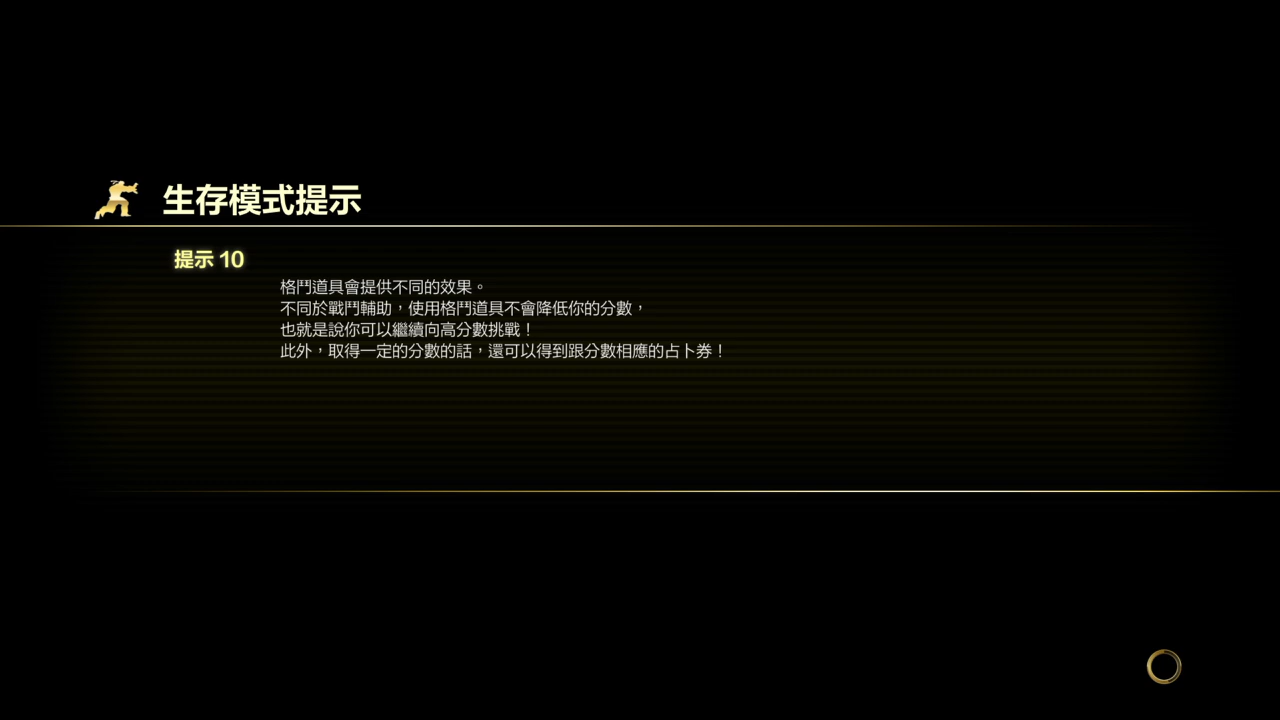 生存模式提示
提示 10
格鬥道具會提供不同的效果。
不同於戰鬥輔助，使用格鬥道具不會降低你的分數，
也就是說你可以繼續向高分數挑戰！
此外，取得一定的分數的話，還可以得到跟分數相應的占卜券！